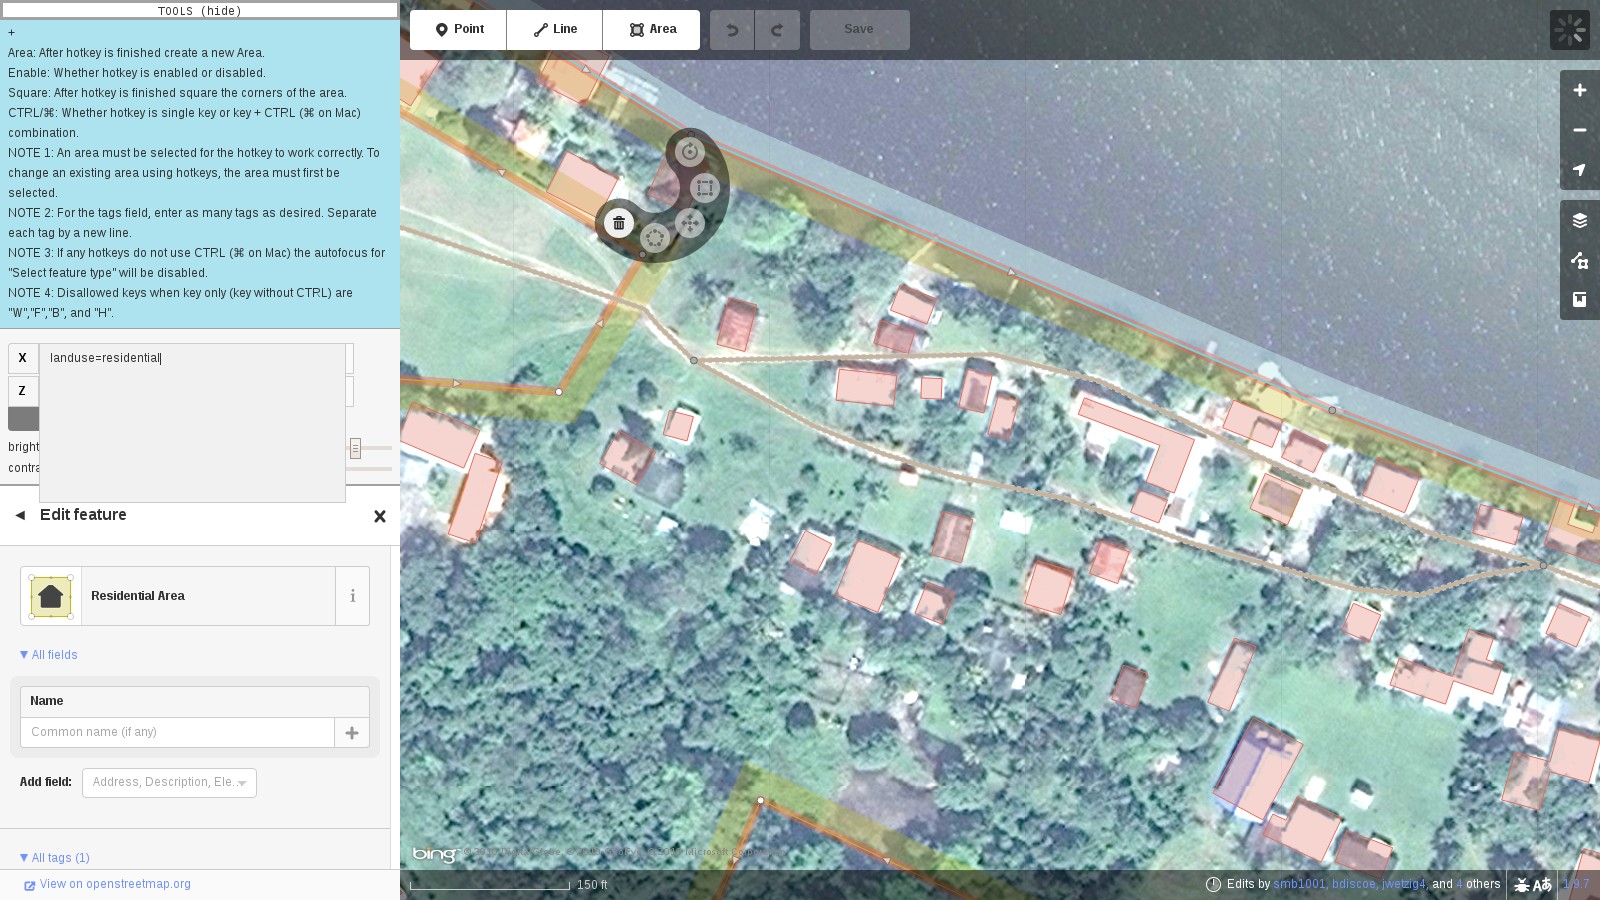 TOOLS (hide)
+
Area: After hotkey is finished create a new Area.
Enable: Whether hotkey is enabled or disabled.
Square: After hotkey is finished square the corners of the area.
CTRL/⌘: Whether hotkey is single key or key + CTRL (⌘ on Mac)
combination.
NOTE 1: An area must be selected for the hotkey to work correctly. To
change an existing area using hotkeys, the area must first be
selected.
NOTE 2: For the tags field, enter as many tags as desired. Separate
each tag by a new line.
NOTE 3: If any hotkeys do not use CTRL (⌘ on Mac) the autofocus for
"Select feature type" will be disabled.
NOTE 4: Disallowed keys when key only (key without CTRL) are
"W","F","B", and "H".
X
landuse=residential
Z
bright
contra
Edit feature
Residential Area
i
All fields
Name
Common name (if any)
Add field:
Address, Description, Ele...
All tags (1)
View on openstreetmap.org
Point
Line
Area
Save
bing
150 ft
Edits by smb1001, bdiscoe, jwetzig4, and 4 others
1.9.7